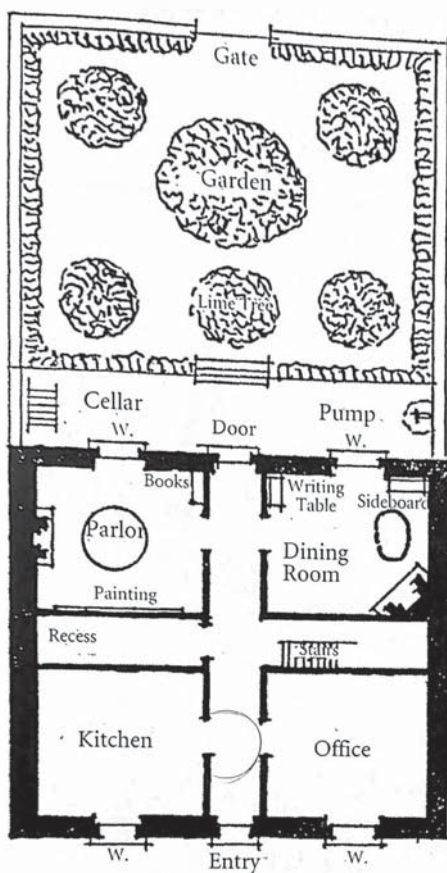 Gate
Garden
Lime Tree
Cellar
Door
Pump
W.
W.
Books
Writing
Table
Sideboard
Parlor
Dining
Room
Painting
Recess
Stairs
Kitchen
Office
W.
Entry
W.